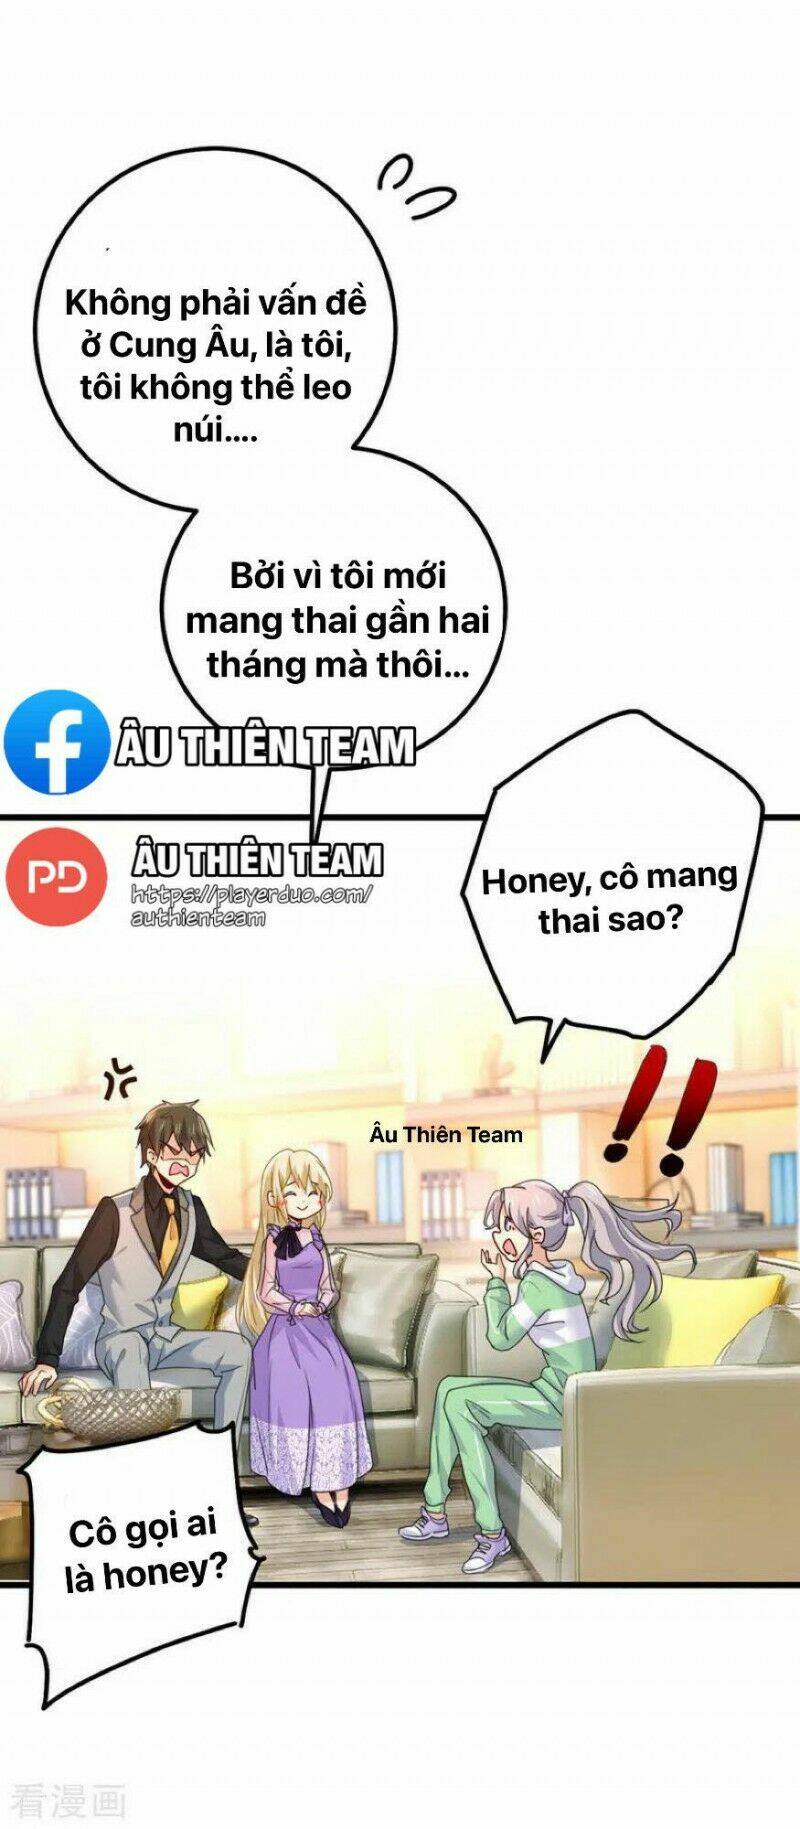 Không phải vấn đề
ở Cung Âu, là tôi,
tôi không thể leo
núi....
Bởi vì tôi mới
mang thai gần hai
tháng mà thôi...
f ÂU THIÊN TEAM
PD ÂU THIÊN TEAM
https://playerduo.com/
authienteam
Honey, cô mang
thai sao?
!!
Âu Thiên Team
Cô gọi ai
là honey?
看漫画